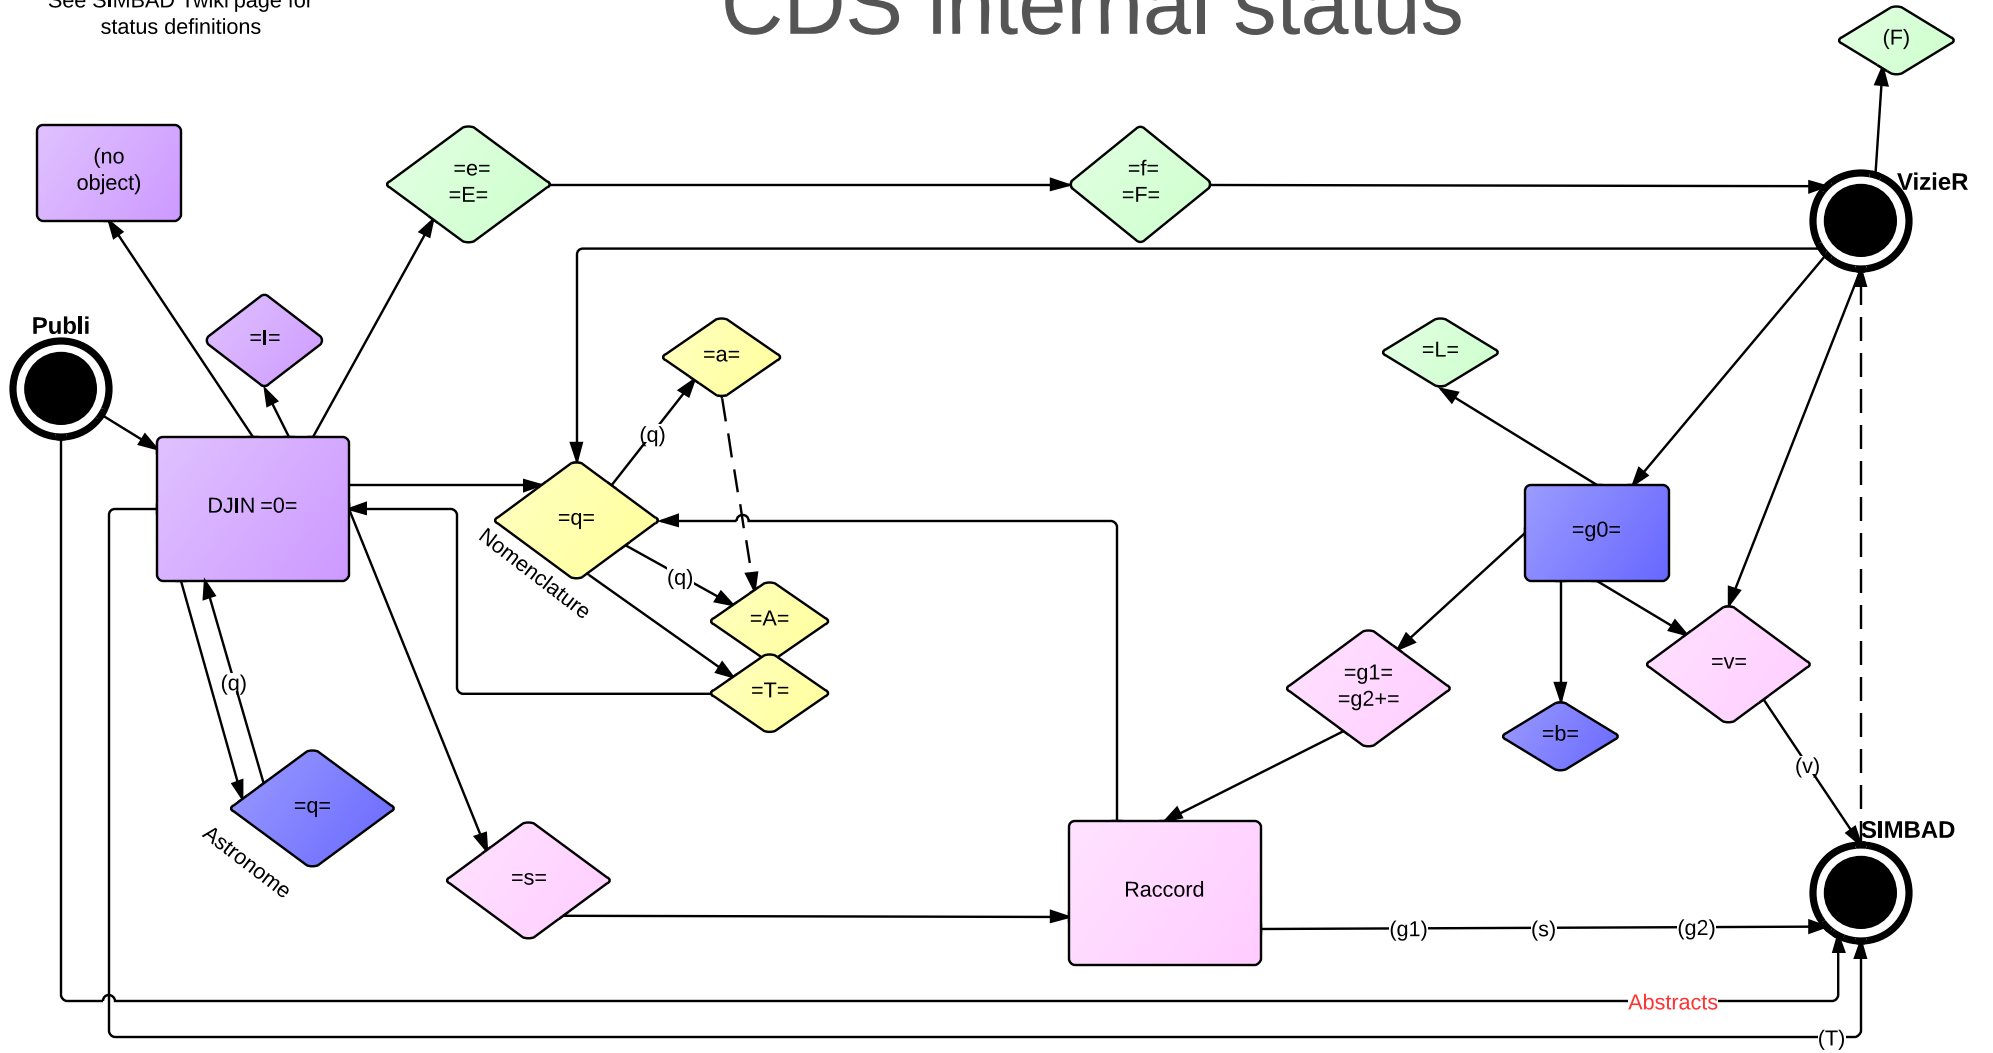 See SIMBAD Twiki page for
status definitions
CDS internal status
(F)
(no
object)
=e=
=E=
=f=
=F=
VizieR
Publi
=I=
=a=
=L=
(q)
DJIN =0=
=q=
Nomenclature
=g0=
(q)
=A=
=T=
(q)
=g1=
=g2+=
=v=
=b=
(v)
=q=
Astronome
=s=
Raccord
SIMBAD
(g1)
(s)
(g2)
Abstracts
(T)